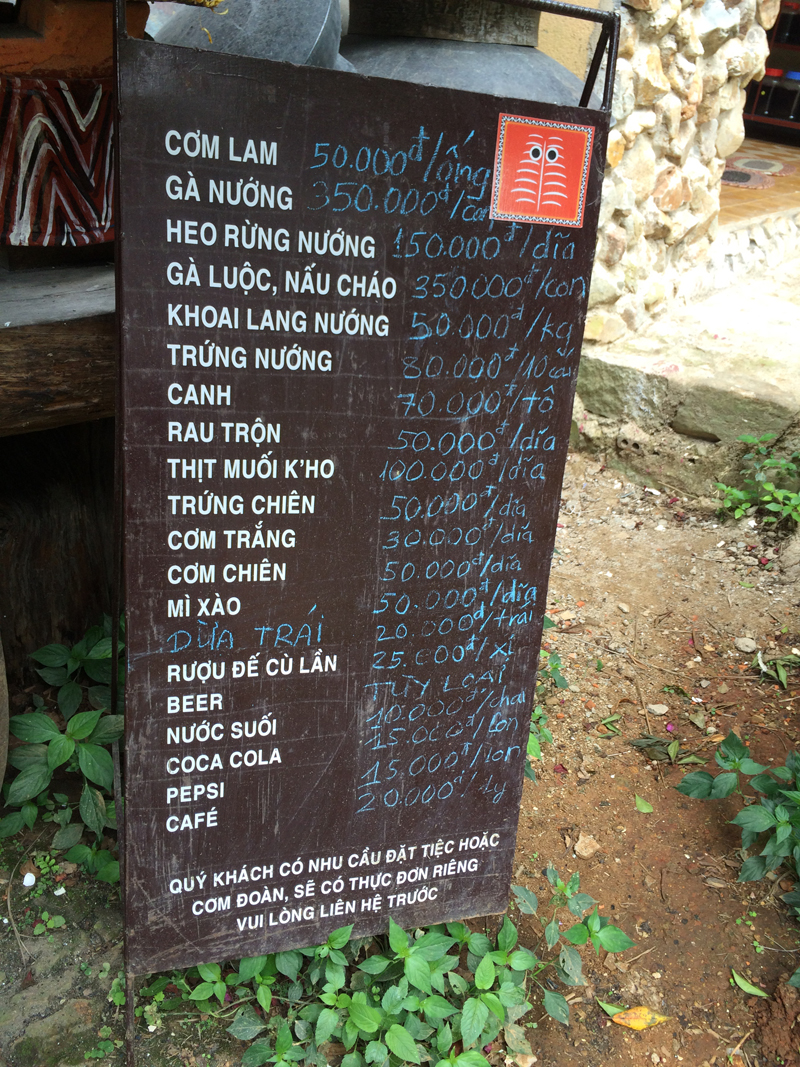 CƠM LAM 50.000đ/ống
GÀ NƯỚNG 350.000đ/con
HEO RỪNG NƯỚNG 150.000đ/dĩa
GÀ LUỘC, NẤU CHÁO 350.000đ/con
KHOAI LANG NƯỚNG 50.000đ/kg
TRỨNG NƯỚNG 80.000đ/10
CANH 70.000đ/tô
RAU TRỘN 50.000đ/dĩa
THỊT MUỐI K'HO 100.000đ/dĩa
TRỨNG CHIÊN 50.000đ/dĩa
CƠM TRẮNG 30.000đ/dĩa
CƠM CHIÊN 50.000đ/dĩa
MÌ XÀO 50.000đ/dĩa
DỪA TRÁI 20.000đ/trái
RƯỢU ĐẾ CÙ LẦN 25.000đ/xị
BEER TÙY LOẠI
NƯỚC SUỐI 10.000đ/chai
COCA COLA 15.000đ/lon
PEPSI 15.000đ/lon
CAFÉ 20.000đ/ly
QUÝ KHÁCH CÓ NHU CẦU ĐẶT TIỆC HOẶC
CƠM ĐOÀN, SẼ CÓ THỰC ĐƠN RIÊNG
VUI LÒNG LIÊN HỆ TRƯỚC